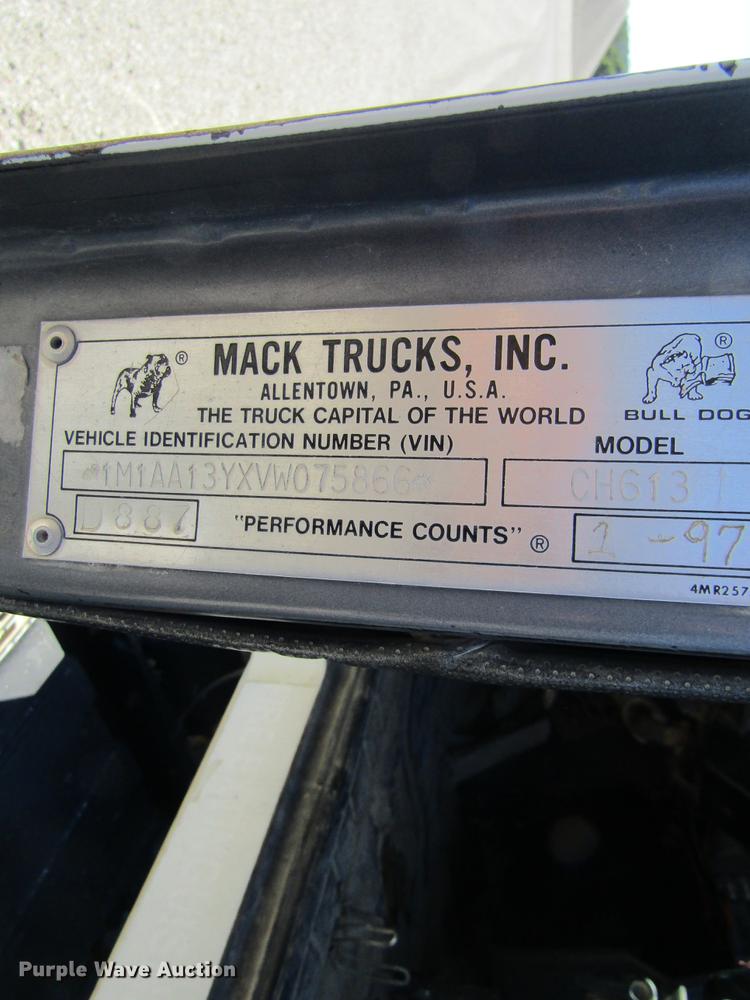 ® MACK TRUCKS, INC. ®
ALLENTOWN, PA., U.S.A.
THE TRUCK CAPITAL OF THE WORLD
BULL DOG
VEHICLE IDENTIFICATION NUMBER (VIN)
MODEL
*1M1AA13YXVW075866*
CH613
D887
"PERFORMANCE COUNTS" ®
1-97
4MR257
Purple Wave Auction